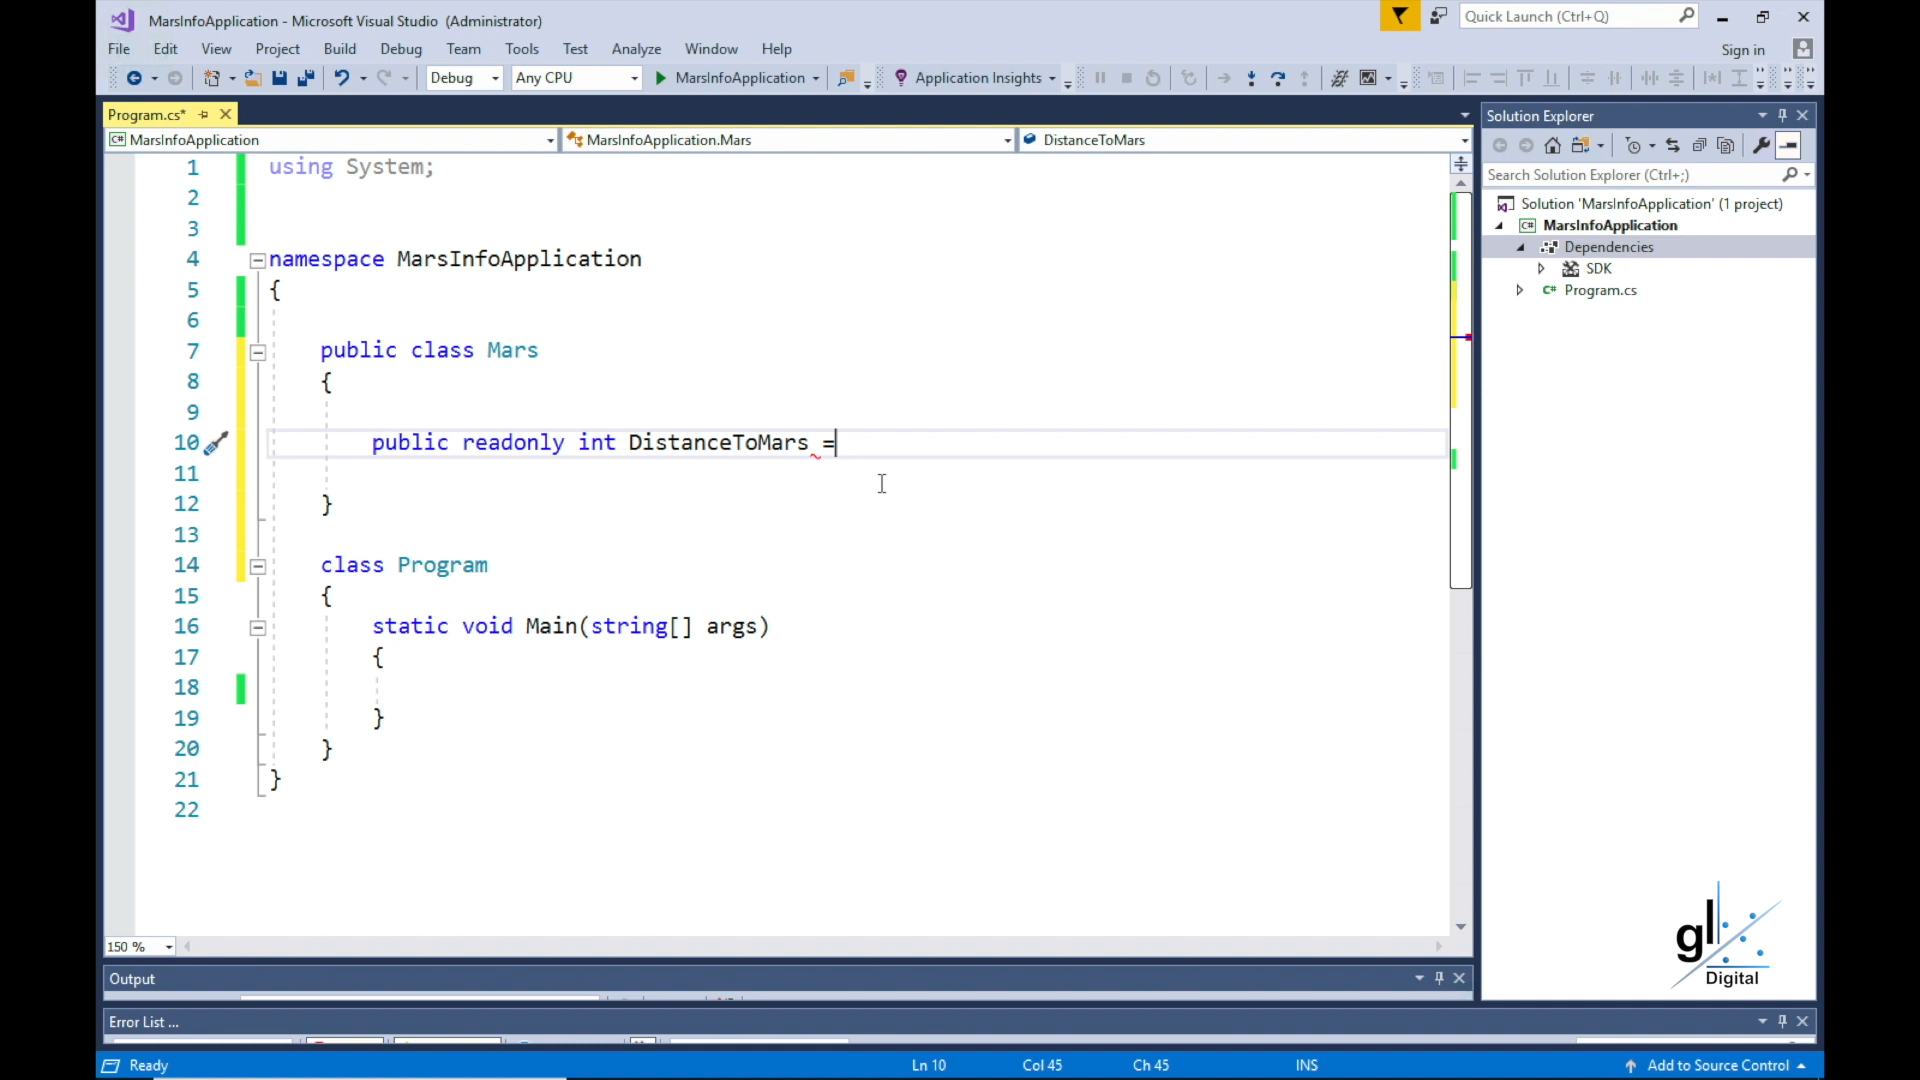 MarsInfoApplication - Microsoft Visual Studio (Administrator)
Quick Launch (Ctrl+Q)
File Edit View Project Build Debug Team Tools Test Analyze Window Help
Sign in
Debug Any CPU MarsInfoApplication Application Insights
Program.cs*
MarsInfoApplication MarsInfoApplication.Mars DistanceToMars
1 using System;
2
3
4 namespace MarsInfoApplication
5 {
6
7 public class Mars
8 {
9
10 public readonly int DistanceToMars =
11
12 }
13
14 class Program
15 {
16 static void Main(string[] args)
17 {
18
19 }
20 }
21 }
22
150 %
Solution Explorer
Search Solution Explorer (Ctrl+;)
Solution 'MarsInfoApplication' (1 project)
C# MarsInfoApplication
Dependencies
SDK
C# Program.cs
gl
Digital
Output
Error List ...
Ready Ln 10 Col 45 Ch 45 INS Add to Source Control